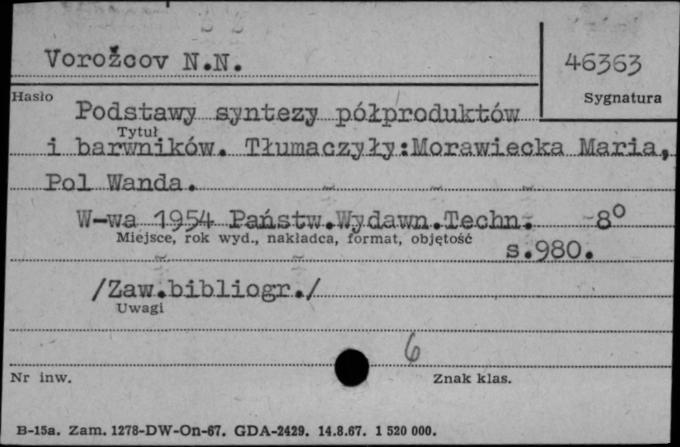 Vorožcov N.N.
46363
Hasło
Sygnatura
Podstawy syntezy półproduktów
Tytuł
i barwników. Tłumaczyły:Morawiecka Maria,
Pol Wanda.
W-wa 1954 Państw.Wydawn.Techn. 8°
Miejsce, rok wyd., nakładca, format, objętość
s.980.
/Zaw.bibliogr./
Uwagi
6
Nr inw.
Znak klas.
B-15a. Zam. 1278-DW-On-67. GDA-2429. 14.8.67. 1 520 000.